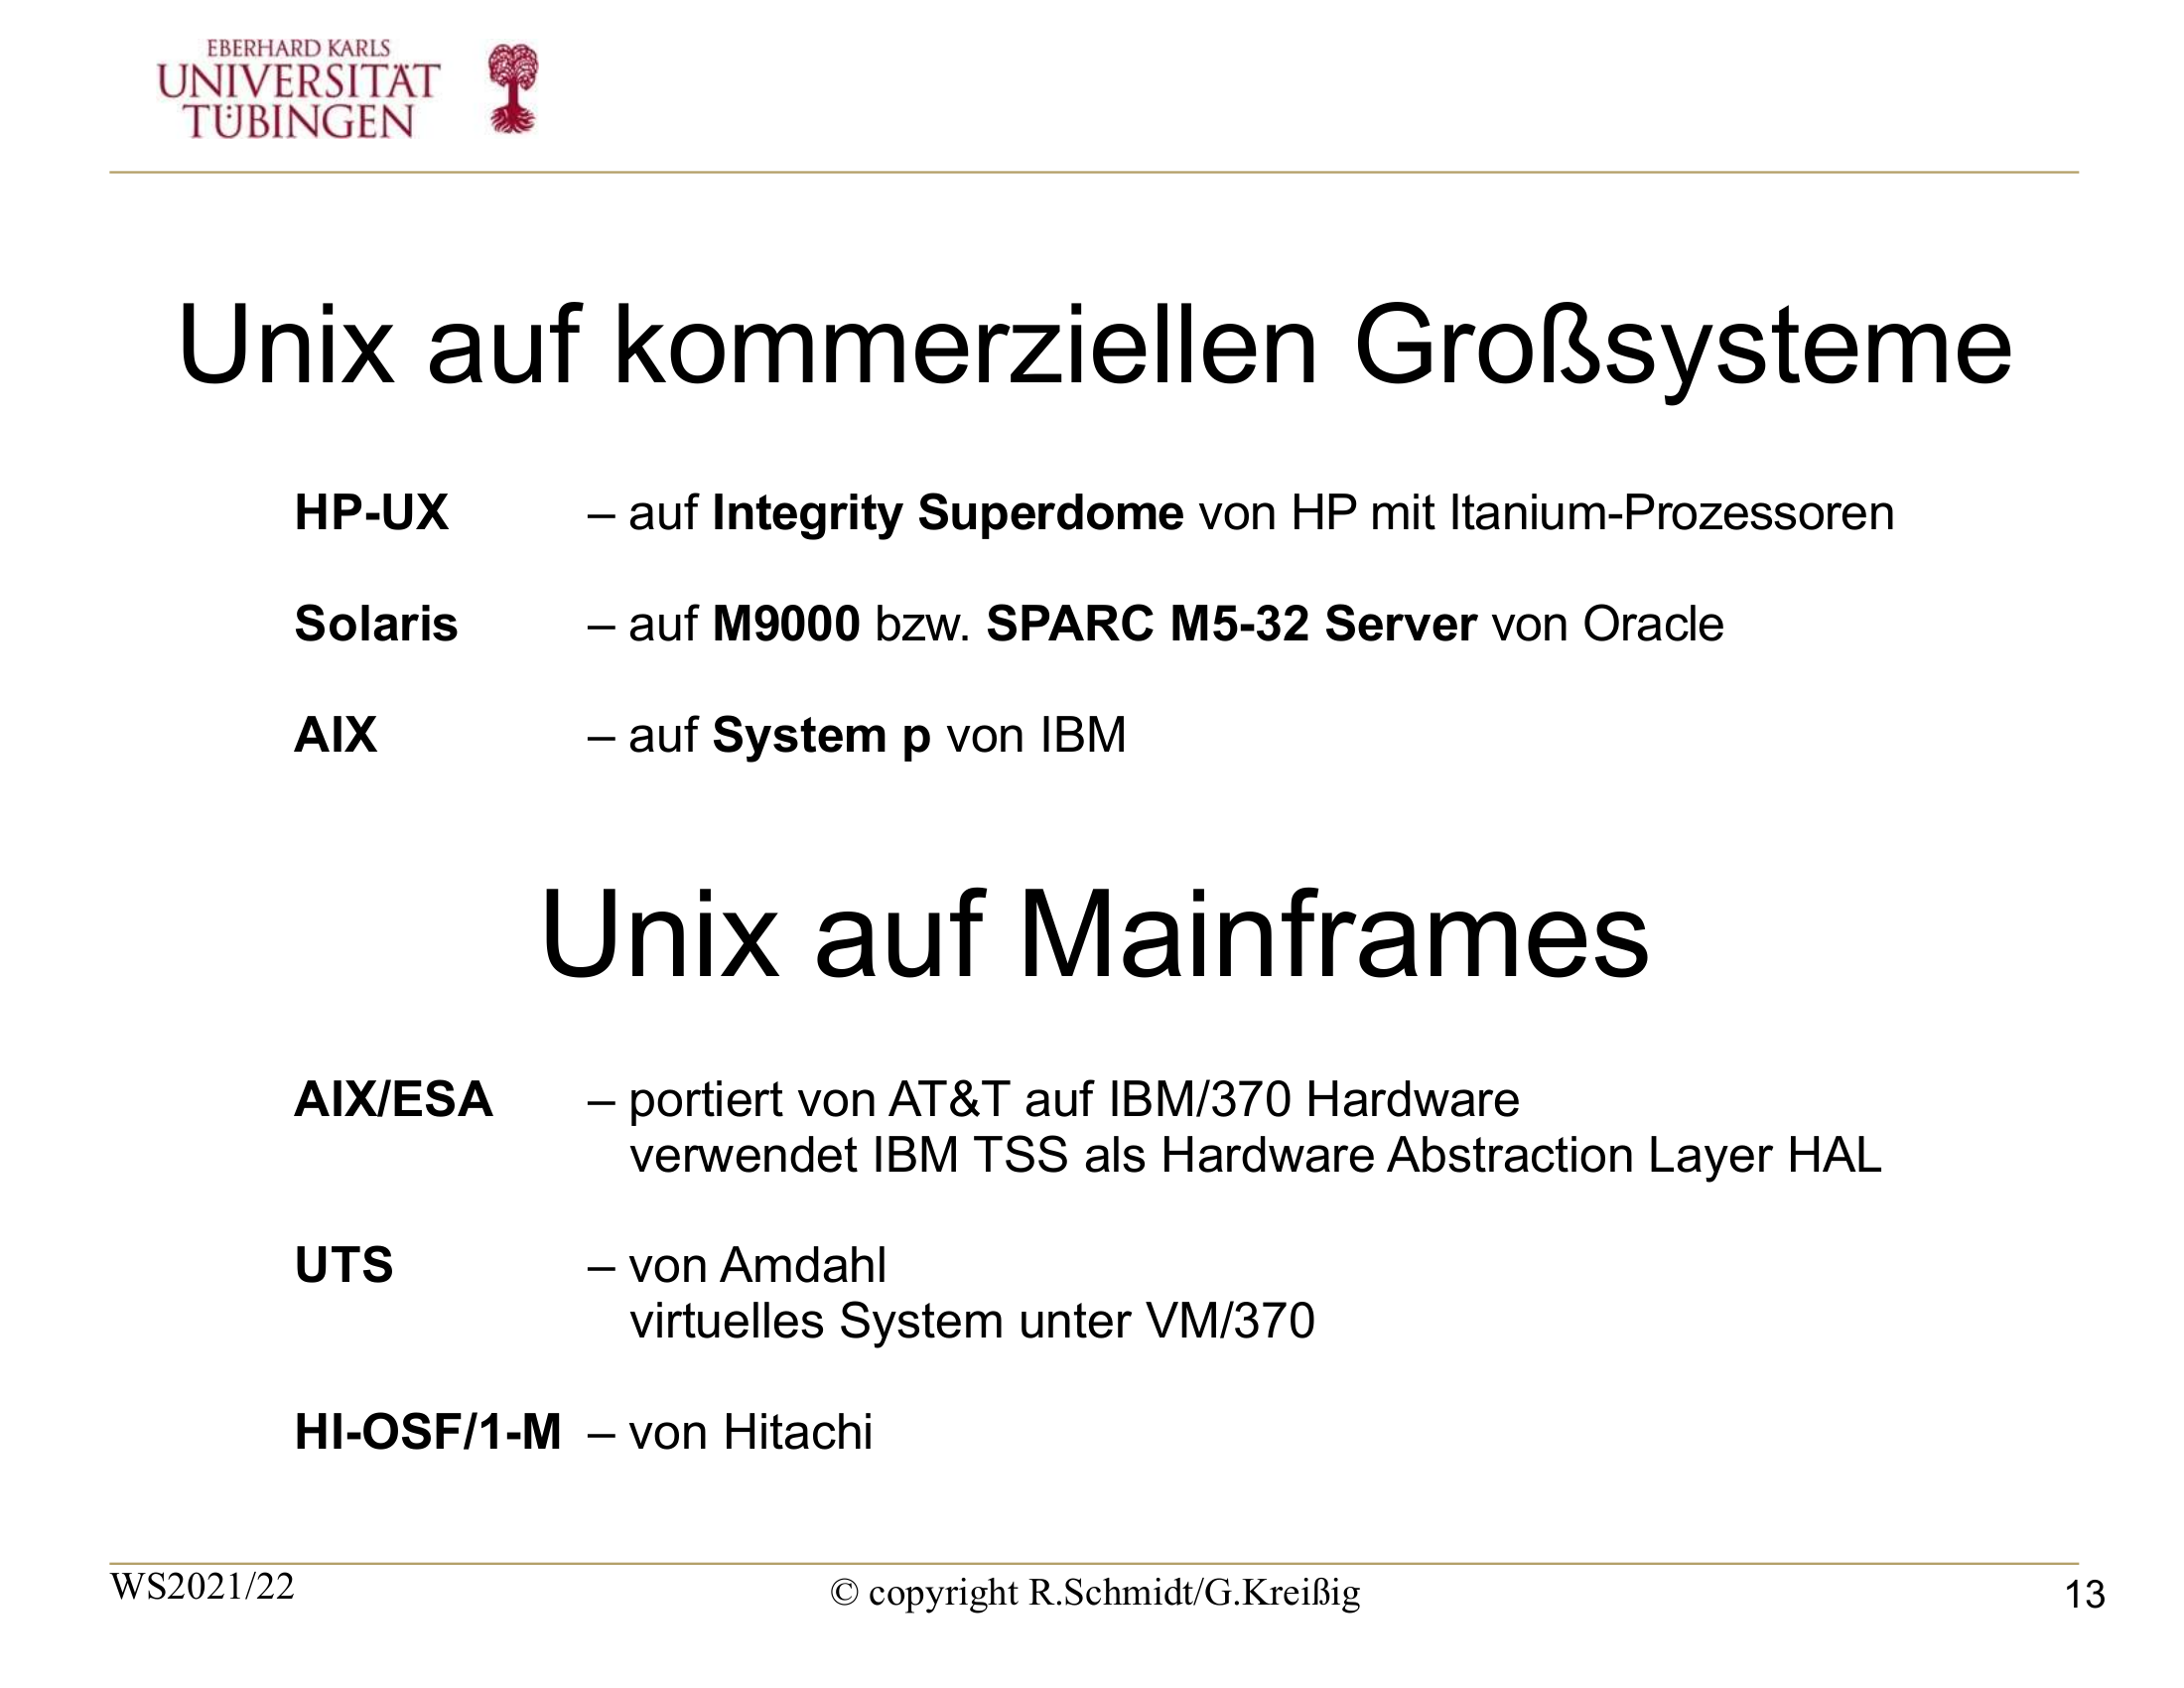 EBERHARD KARLS
UNIVERSITÄT
TÜBINGEN
Unix auf kommerziellen Großsysteme
HP-UX – auf Integrity Superdome von HP mit Itanium-Prozessoren
Solaris – auf M9000 bzw. SPARC M5-32 Server von Oracle
AIX – auf System p von IBM
Unix auf Mainframes
AIX/ESA – portiert von AT&T auf IBM/370 Hardware
verwendet IBM TSS als Hardware Abstraction Layer HAL
UTS – von Amdahl
virtuelles System unter VM/370
HI-OSF/1-M – von Hitachi
WS2021/22
© copyright R.Schmidt/G.Kreißig
13